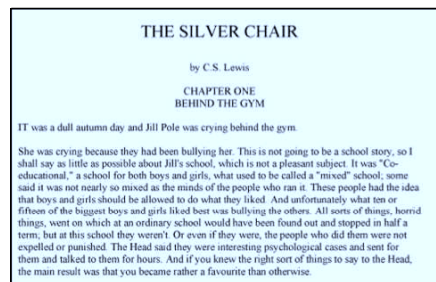 THE SILVER CHAIR
by C.S. Lewis
CHAPTER ONE
BEHIND THE GYM
IT was a dull autumn day and Jill Pole was crying behind the gym.
She was crying because they had been bullying her. This is not going to be a school story, so I
shall say as little as possible about Jill's school, which is not a pleasant subject. It was "Co-
educational," a school for both boys and girls, what used to be called a "mixed" school; some
said it was not nearly so mixed as the minds of the people who ran it. These people had the idea
that boys and girls should be allowed to do what they liked. And unfortunately what ten or
fifteen of the biggest boys and girls liked best was bullying the others. All sorts of things, horrid
things, went on which at an ordinary school would have been found out and stopped in half a
term; but at this school they weren't. Or even if they were, the people who did them were not
expelled or punished. The Head said they were interesting psychological cases and sent for
them and talked to them for hours. And if you knew the right sort of things to say to the Head,
the main result was that you became rather a favourite than otherwise.